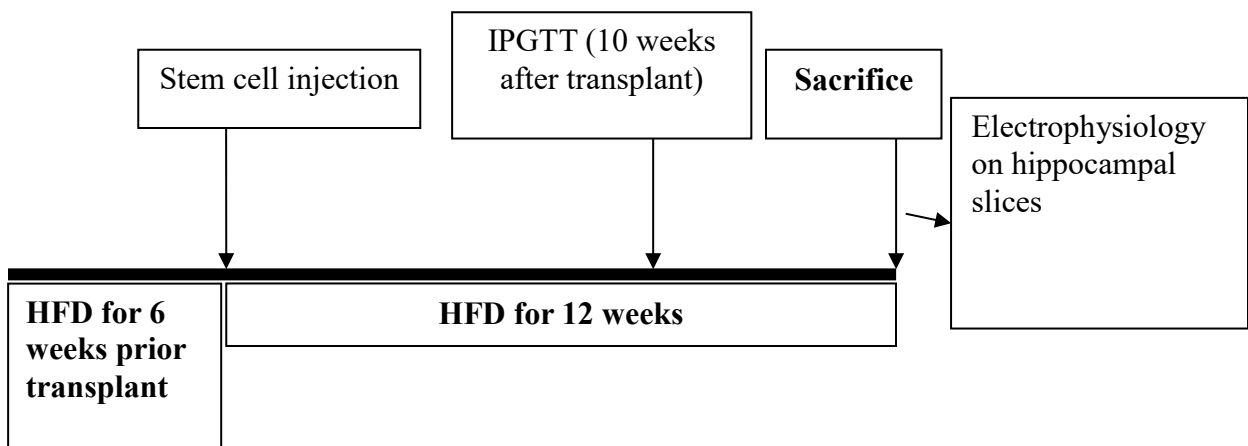 Stem cell injection
IPGTT (10 weeks
after transplant)
Sacrifice
Electrophysiology
on hippocampal
slices
HFD for 6
weeks prior
transplant
HFD for 12 weeks